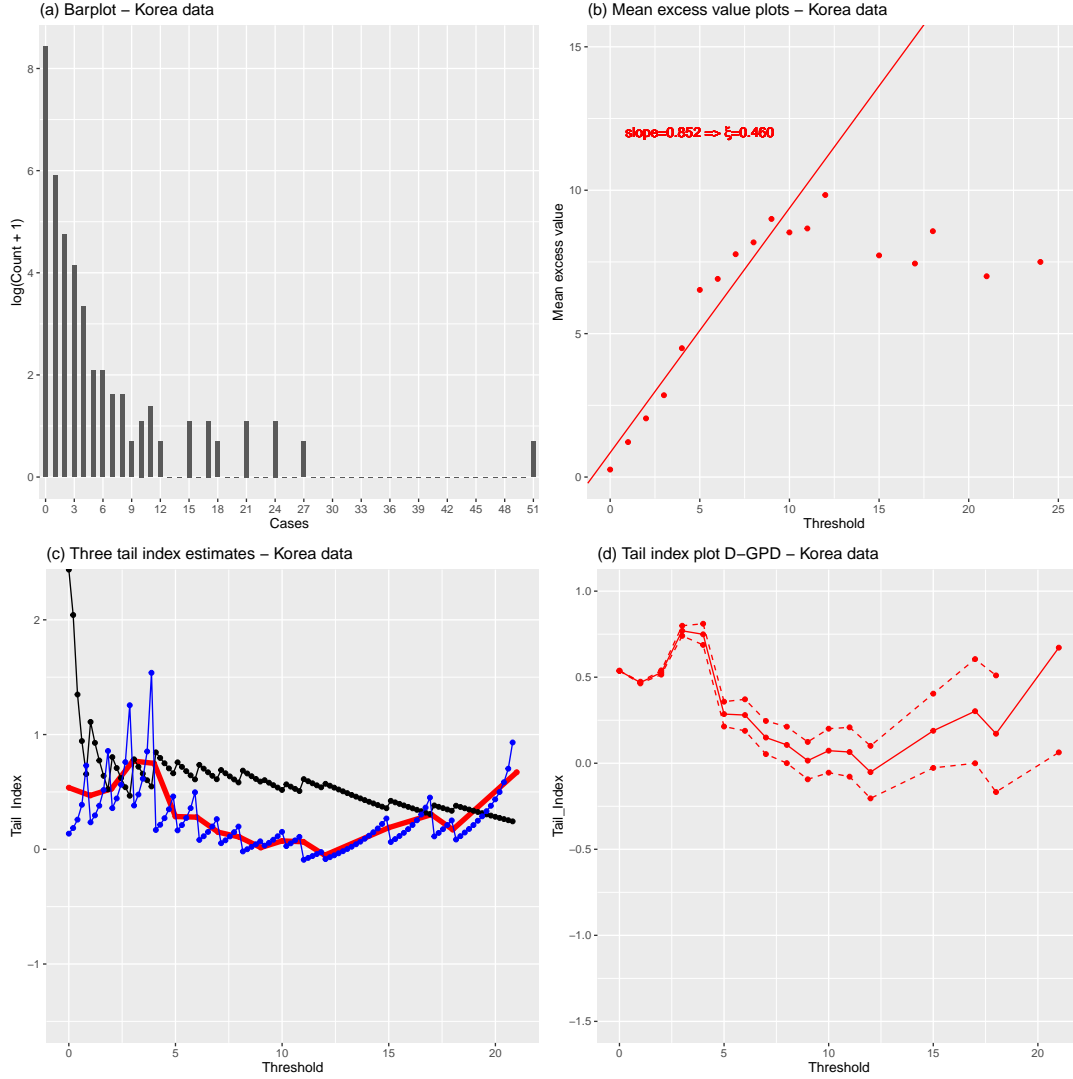 (a) Barplot – Korea data
log(Count + 1)
8
6
4
2
0
0 3 6 9 12 15 18 21 24 27 30 33 36 39 42 45 48 51
Cases
(b) Mean excess value plots – Korea data
Mean excess value
15
10
5
0
slope=0.852 => ξ=0.460
0 5 10 15 20 25
Threshold
(c) Three tail index estimates – Korea data
Tail_Index
2
1
0
−1
0 5 10 15 20
Threshold
(d) Tail index plot D−GPD – Korea data
Tail_Index
1.0
0.5
0.0
−0.5
−1.0
−1.5
0 5 10 15 20
Threshold